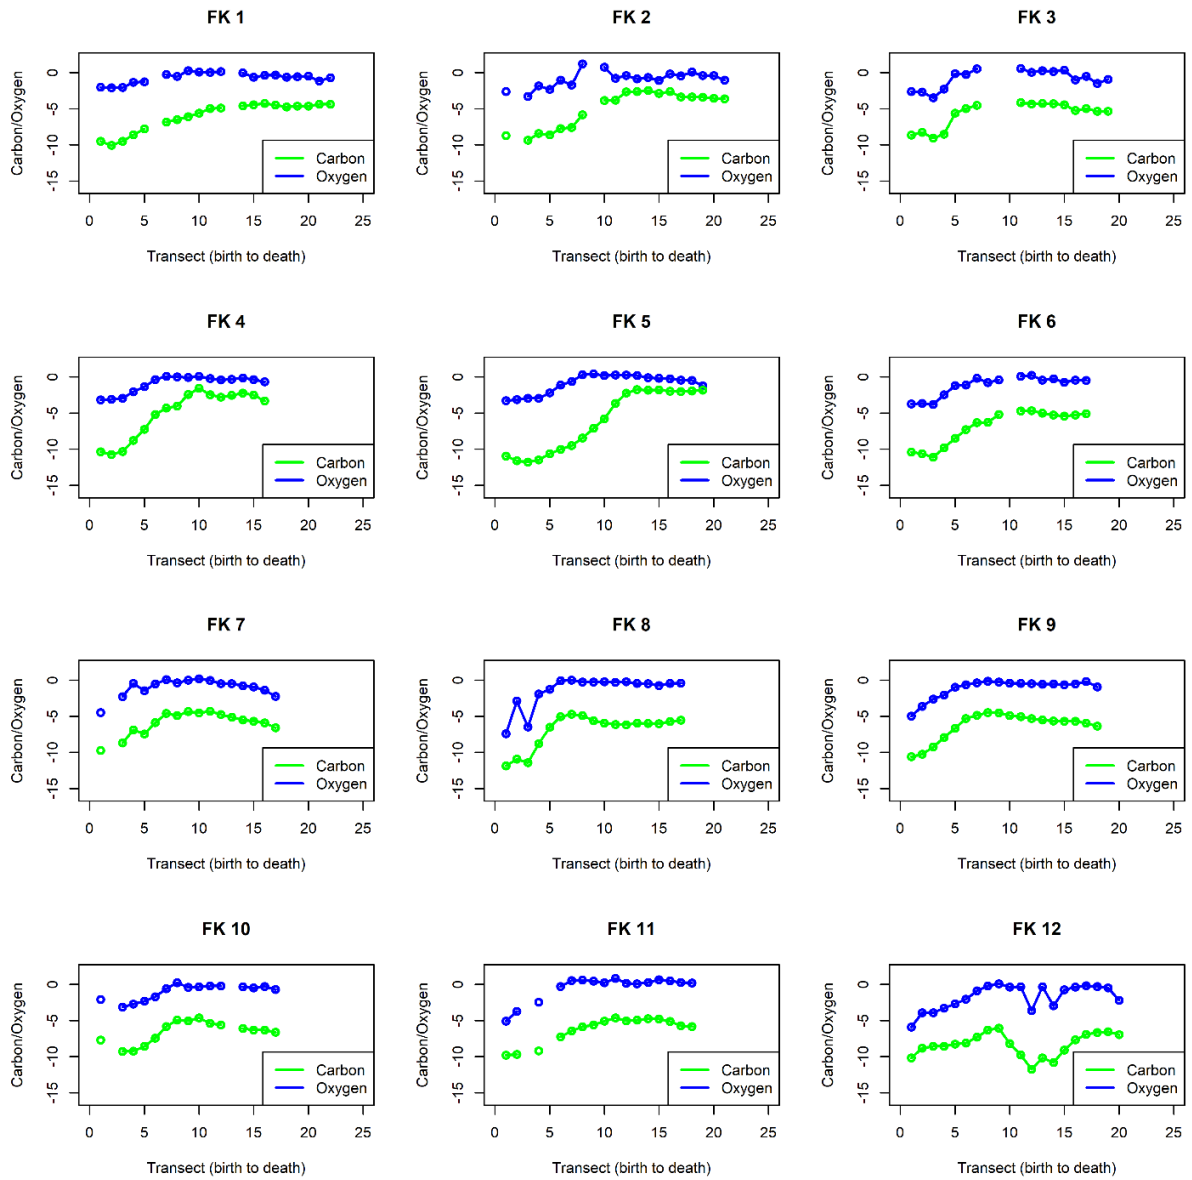 FK 1
FK 2
FK 3
Carbon/Oxygen
0
-5
-10
-15
Carbon
Oxygen
0 5 10 15 20 25
Transect (birth to death)
Carbon/Oxygen
0
-5
-10
-15
Carbon
Oxygen
0 5 10 15 20 25
Transect (birth to death)
Carbon/Oxygen
0
-5
-10
-15
Carbon
Oxygen
0 5 10 15 20 25
Transect (birth to death)
FK 4
FK 5
FK 6
Carbon/Oxygen
0
-5
-10
-15
Carbon
Oxygen
0 5 10 15 20 25
Transect (birth to death)
Carbon/Oxygen
0
-5
-10
-15
Carbon
Oxygen
0 5 10 15 20 25
Transect (birth to death)
Carbon/Oxygen
0
-5
-10
-15
Carbon
Oxygen
0 5 10 15 20 25
Transect (birth to death)
FK 7
FK 8
FK 9
Carbon/Oxygen
0
-5
-10
-15
Carbon
Oxygen
0 5 10 15 20 25
Transect (birth to death)
Carbon/Oxygen
0
-5
-10
-15
Carbon
Oxygen
0 5 10 15 20 25
Transect (birth to death)
Carbon/Oxygen
0
-5
-10
-15
Carbon
Oxygen
0 5 10 15 20 25
Transect (birth to death)
FK 10
FK 11
FK 12
Carbon/Oxygen
0
-5
-10
-15
Carbon
Oxygen
0 5 10 15 20 25
Transect (birth to death)
Carbon/Oxygen
0
-5
-10
-15
Carbon
Oxygen
0 5 10 15 20 25
Transect (birth to death)
Carbon/Oxygen
0
-5
-10
-15
Carbon
Oxygen
0 5 10 15 20 25
Transect (birth to death)